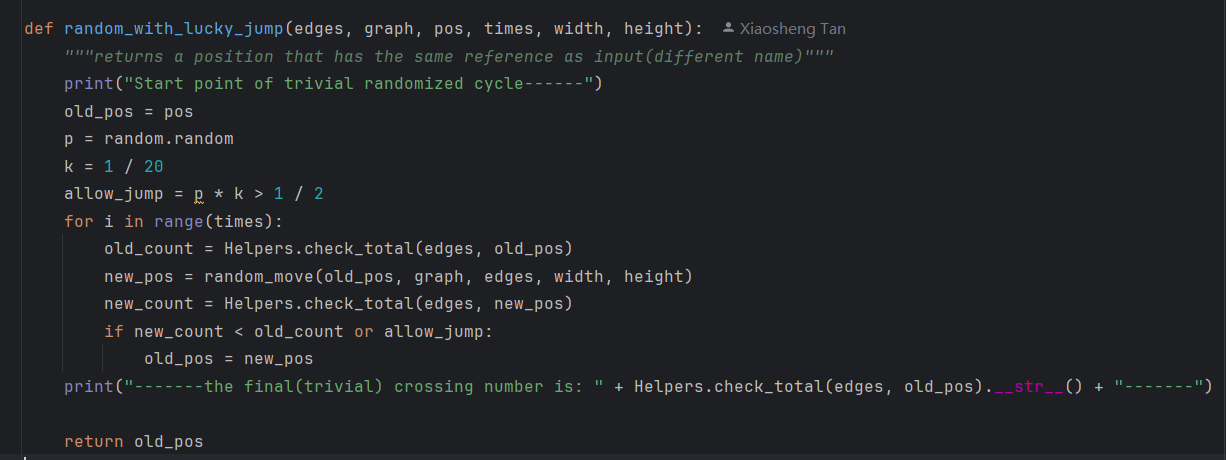 def random_with_lucky_jump(edges, graph, pos, times, width, height): Xiaosheng Tan
    """returns a position that has the same reference as input(different name)"""
    print("Start point of trivial randomized cycle------")
    old_pos = pos
    p = random.random
    k = 1 / 20
    allow_jump = p * k > 1 / 2
    for i in range(times):
        old_count = Helpers.check_total(edges, old_pos)
        new_pos = random_move(old_pos, graph, edges, width, height)
        new_count = Helpers.check_total(edges, new_pos)
        if new_count < old_count or allow_jump:
            old_pos = new_pos
    print("-------the final(trivial) crossing number is: " + Helpers.check_total(edges, old_pos).__str__() + "-------")
    return old_pos